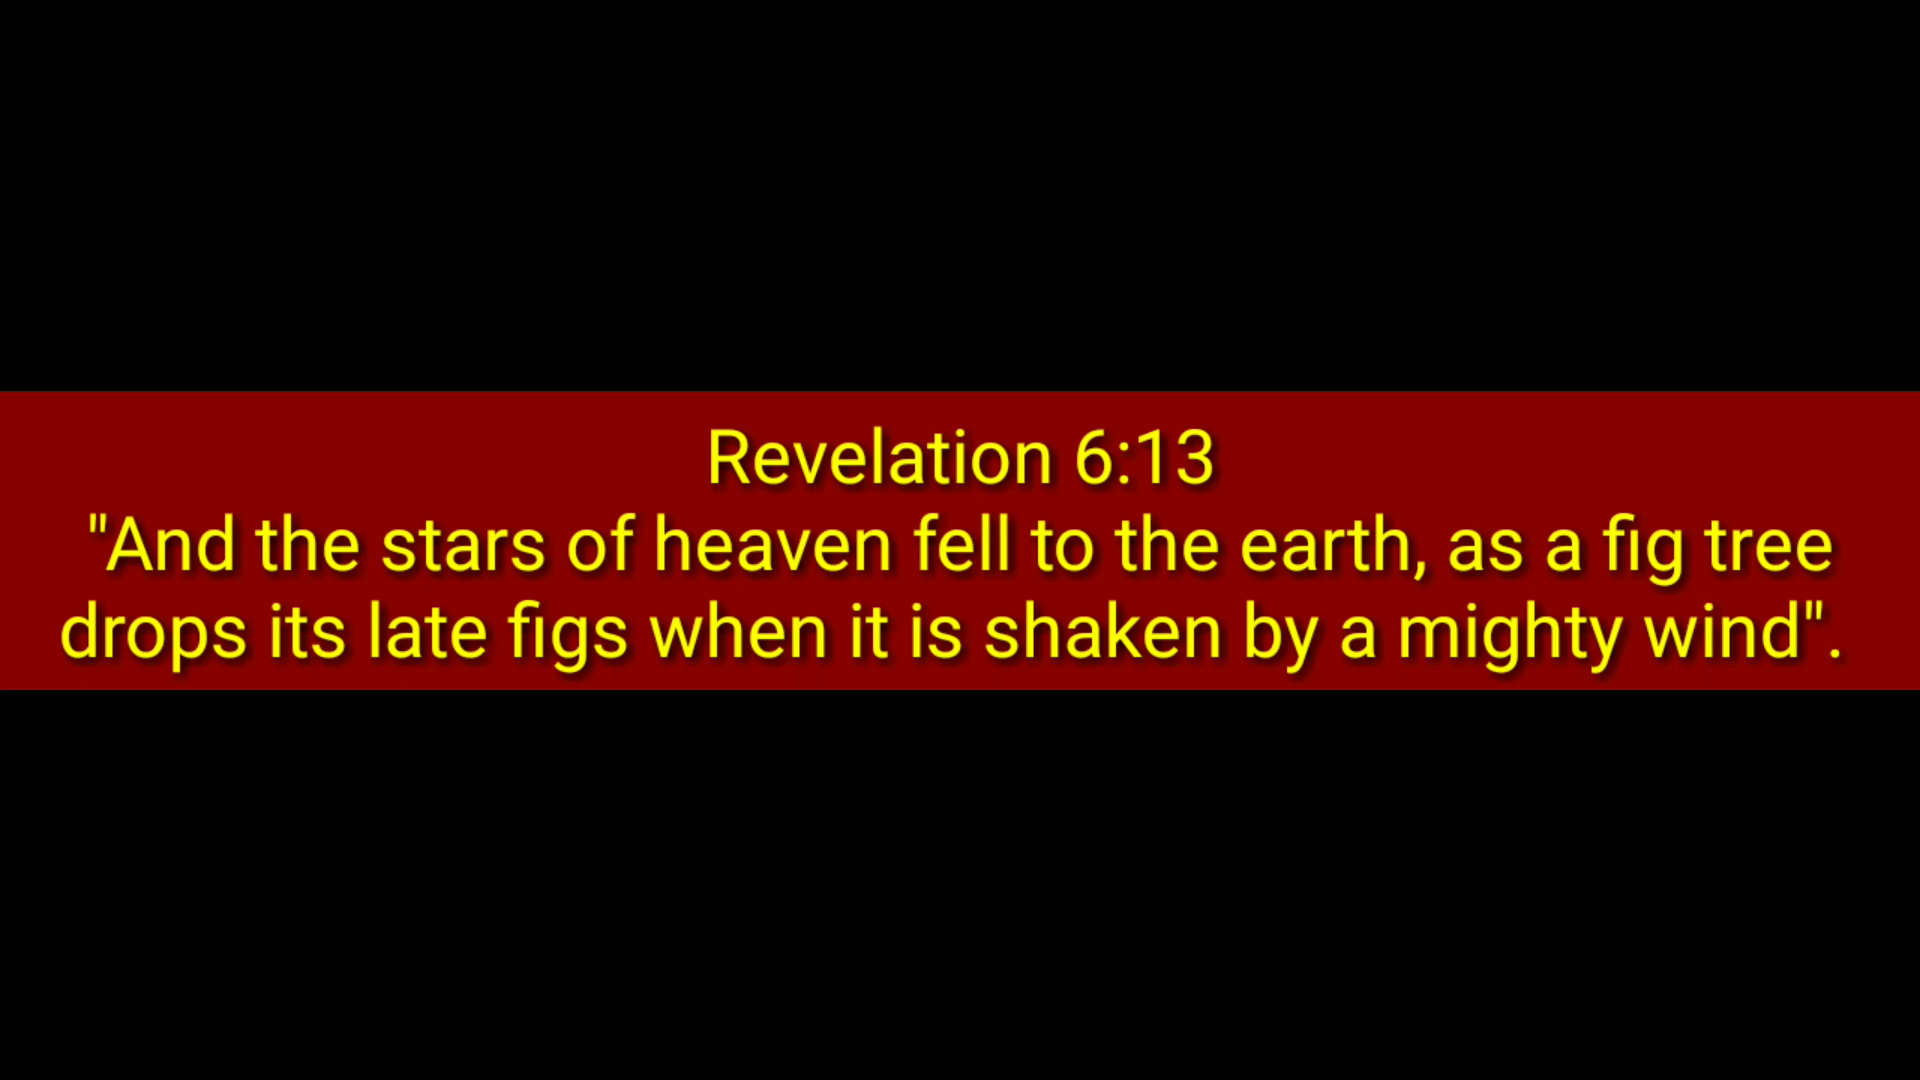 Revelation 6:13
"And the stars of heaven fell to the earth, as a fig tree
drops its late figs when it is shaken by a mighty wind".